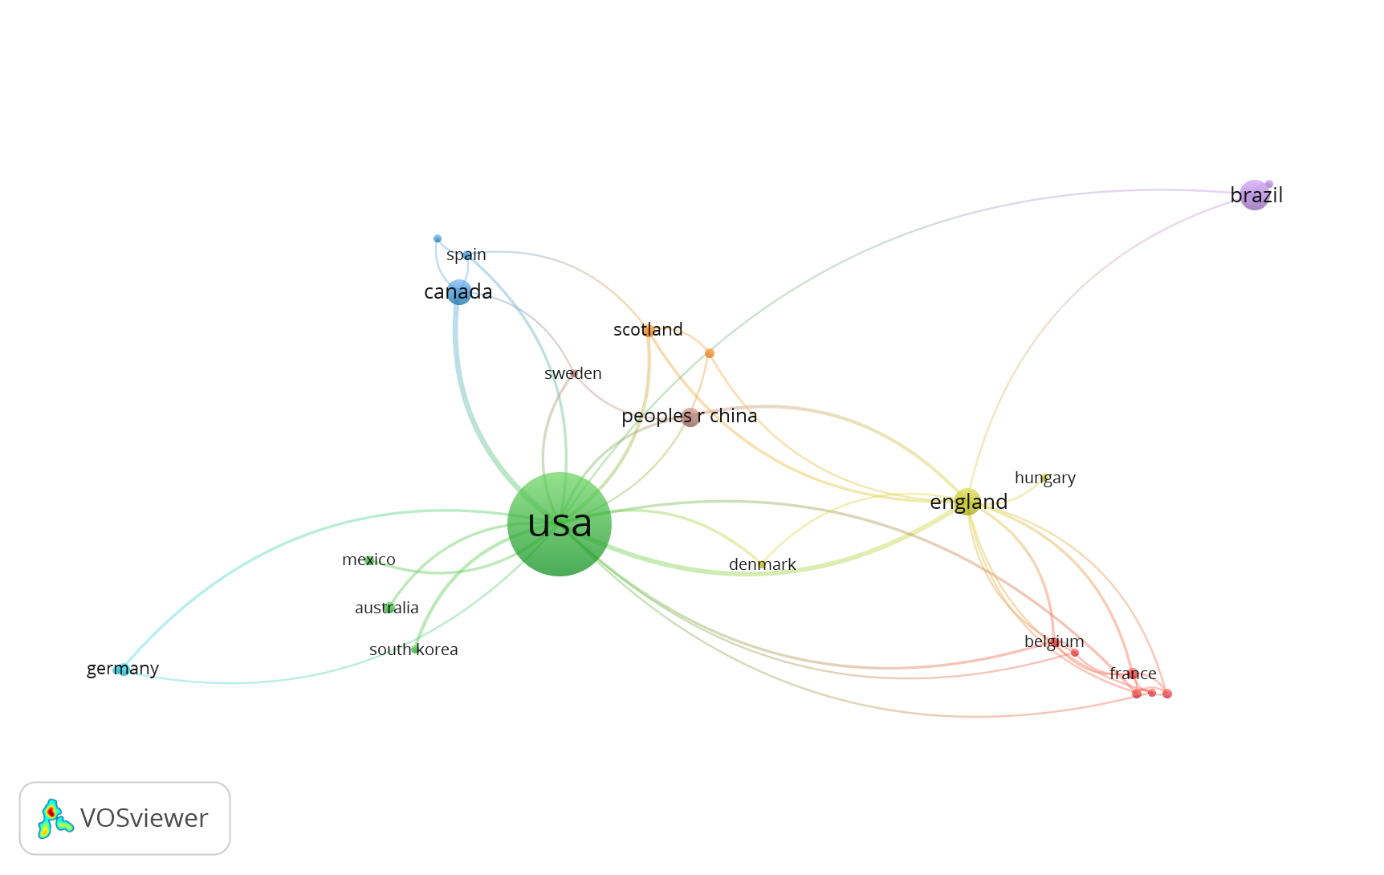 brazil
spain
canada
scotland
sweden
peoples r china
hungary
england
usa
mexico
denmark
australia
belgium
south korea
germany
france
VOSviewer